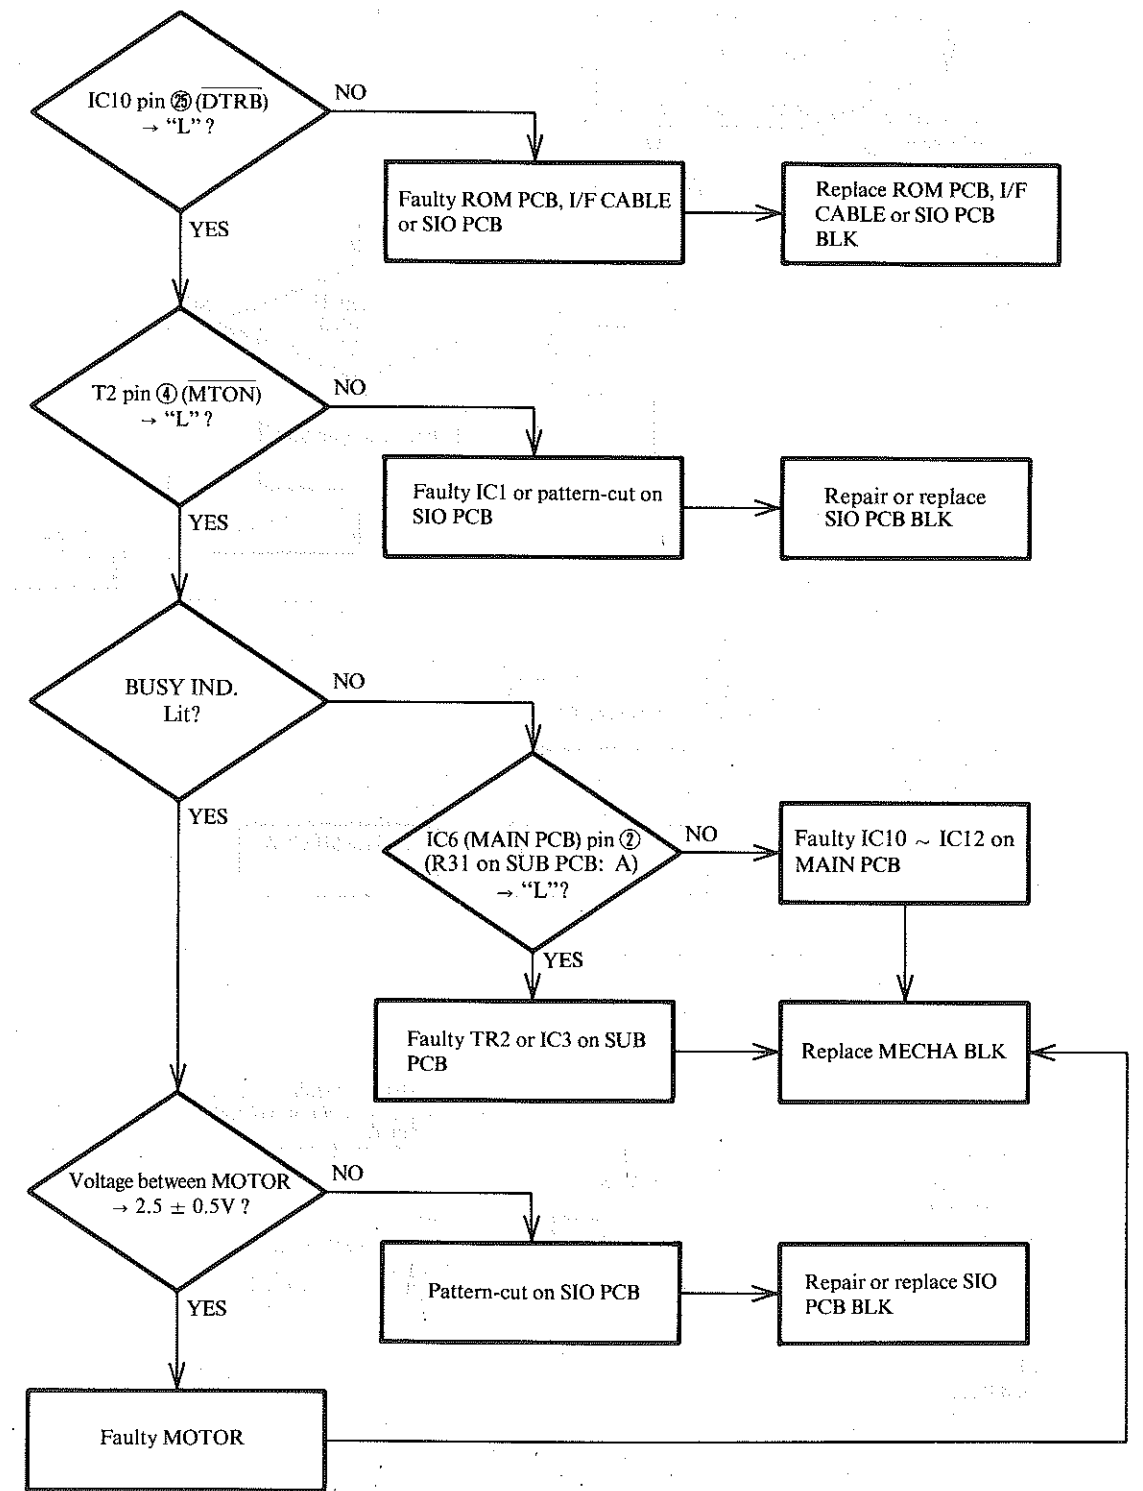 IC10 pin ㉕ (DTRB)
→ “L” ?
NO
YES
Faulty ROM PCB, I/F CABLE
or SIO PCB
Replace ROM PCB, I/F
CABLE or SIO PCB
BLK
T2 pin ④ (MTON)
→ “L” ?
NO
YES
Faulty IC1 or pattern-cut on
SIO PCB
Repair or replace
SIO PCB BLK
BUSY IND.
Lit?
NO
YES
IC6 (MAIN PCB) pin ②
(R31 on SUB PCB: A)
→ “L”?
NO
YES
Faulty IC10 ~ IC12 on
MAIN PCB
Faulty TR2 or IC3 on SUB
PCB
Replace MECHA BLK
Voltage between MOTOR
→ 2.5 ± 0.5V ?
NO
YES
Pattern-cut on SIO PCB
Repair or replace SIO
PCB BLK
Faulty MOTOR